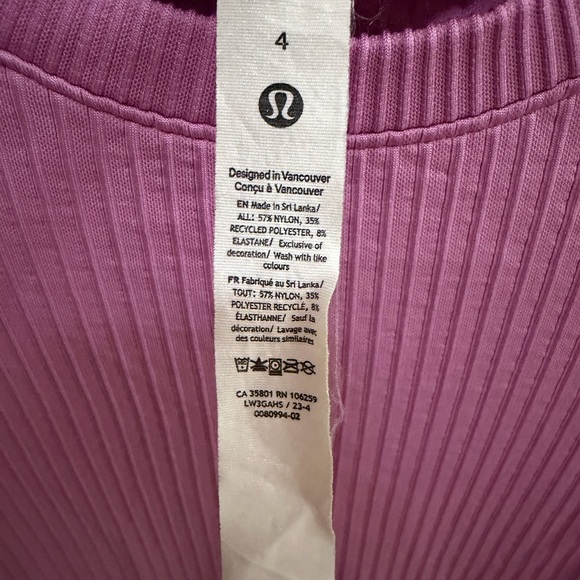 4
Designed in Vancouver
Conçu à Vancouver
EN Made in Sri Lanka/
ALL: 57% NYLON, 35%
RECYCLED POLYESTER, 8%
ELASTANE/ Exclusive of
decoration/ Wash with like
colours
FR Fabriqué au Sri Lanka/
TOUT: 57% NYLON, 35%
POLYESTER RECYCLÉ, 8%
ÉLASTHANNE/ Sauf la
décoration/ Lavage avec
des couleurs similaires
CA 35801 RN 106259
LW3GAHS / 23-4
0080994-02